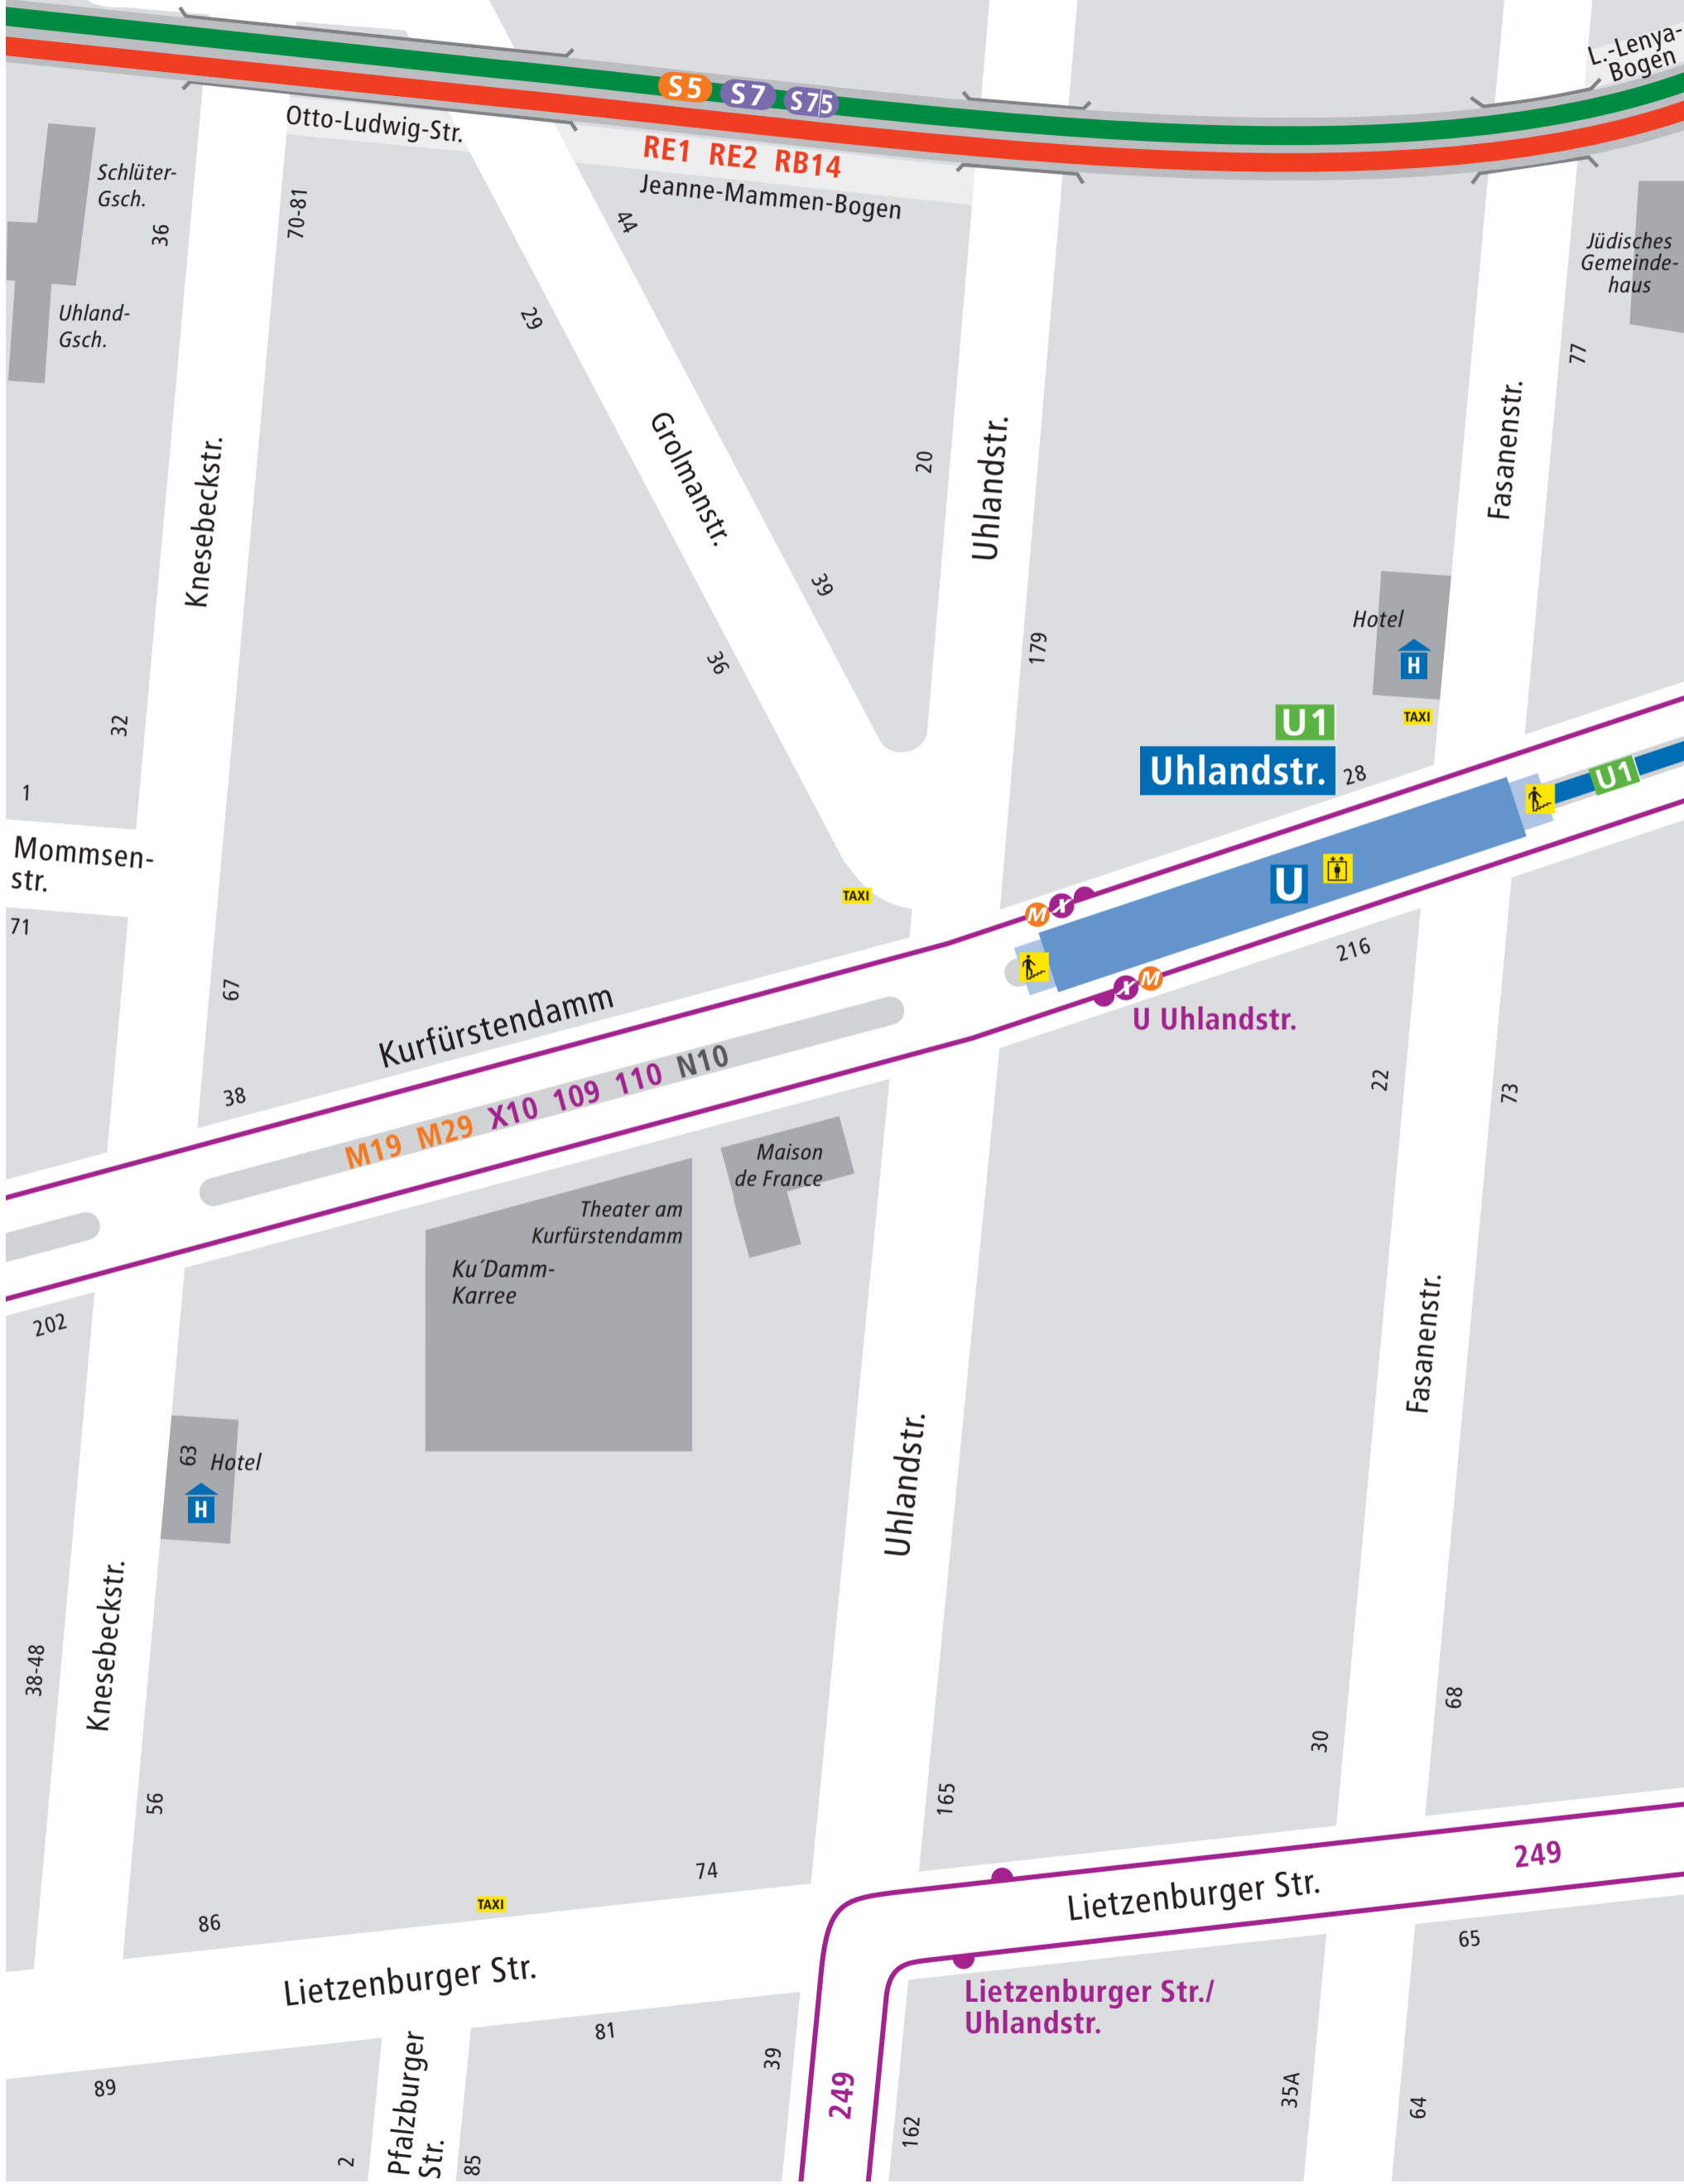 L.-Lenya-
Bogen
S5 S7 S75
Otto-Ludwig-Str.
RE1 RE2 RB14
Jeanne-Mammen-Bogen
Schlüter-
Gsch.
36
70-81
44
Jüdisches
Gemeinde-
haus
Uhland-
Gsch.
29
77
Knesebeckstr.
Grolmanstr.
20
Uhlandstr.
Fasanenstr.
39
Hotel
H
36
179
32
TAXI
U1
Uhlandstr.
28
U1
1
Mommsen-
str.
71
TAXI
U
M X
216
X M
U Uhlandstr.
67
Kurfürstendamm
38
M19 M29 X10 109 110 N10
22
73
Maison
de France
Theater am
Kurfürstendamm
Ku´Damm-
Karree
202
Fasanenstr.
63
Hotel
H
Uhlandstr.
Knesebeckstr.
38-48
68
30
56
165
74
249
TAXI
86
Lietzenburger Str.
65
Lietzenburger Str.
Lietzenburger Str./
Uhlandstr.
81
39
89
249
35A
64
162
2
Pfalzburger
Str.
85